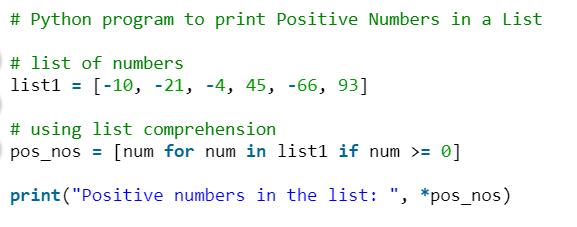 # Python program to print Positive Numbers in a List
# list of numbers
list1 = [-10, -21, -4, 45, -66, 93]
# using list comprehension
pos_nos = [num for num in list1 if num >= 0]
print("Positive numbers in the list: ", *pos_nos)